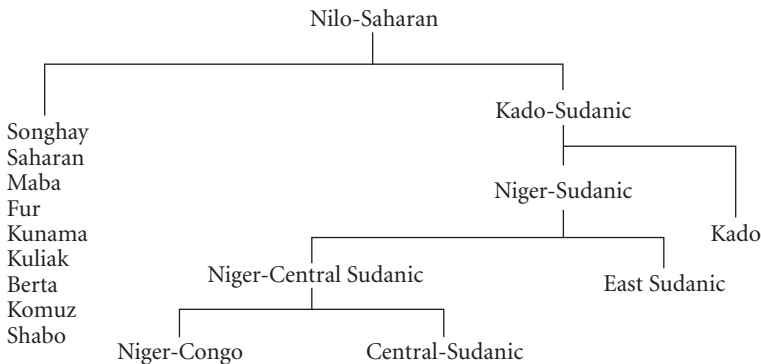 Nilo-Saharan
Kado-Sudanic
Songhay
Saharan
Maba
Fur
Kunama
Kuliak
Berta
Komuz
Shabo
Niger-Sudanic
Kado
Niger-Central Sudanic
East Sudanic
Niger-Congo
Central-Sudanic